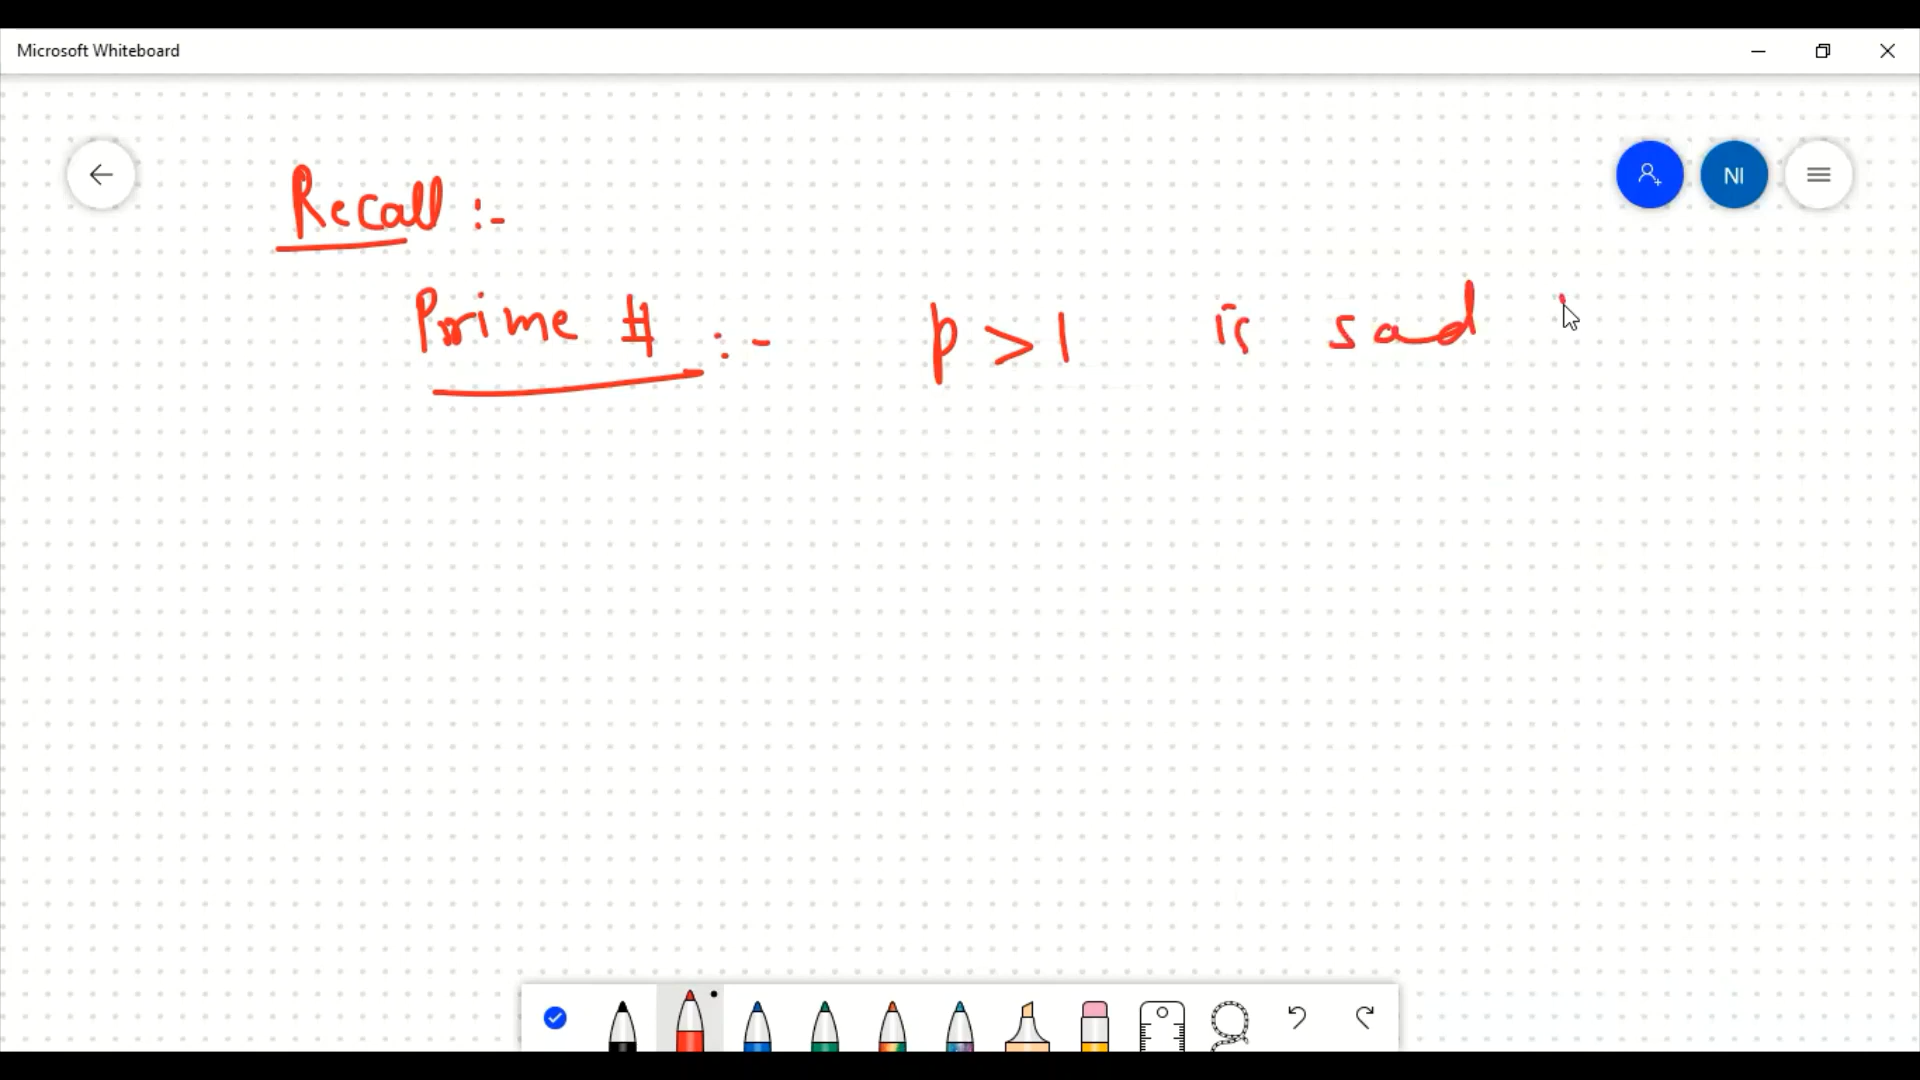 Microsoft Whiteboard
NI
Recall :-
Prime # :- p > 1 is sad